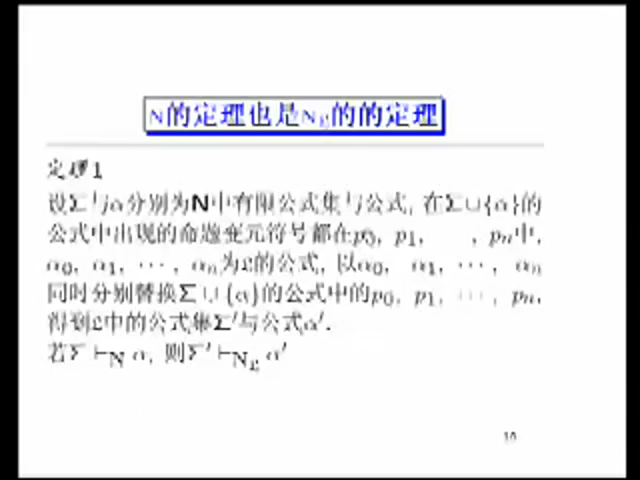 N的定理也是N_ℒ的的定理
定理1
设Σ与α分别为N中有限公式集与公式, 在Σ∪{α}的
公式中出现的命题变元符号都在p₀, p₁, , pₙ中,
α₀, α₁, ⋯, αₙ为ℒ的公式, 以α₀, α₁, ⋯, αₙ
同时分别替换Σ∪{α}的公式中的p₀, p₁, ⋯, pₙ,
得到ℒ中的公式集Σ′与公式α′.
若Σ ⊢_N α, 则Σ′ ⊢_{N_ℒ} α′
10